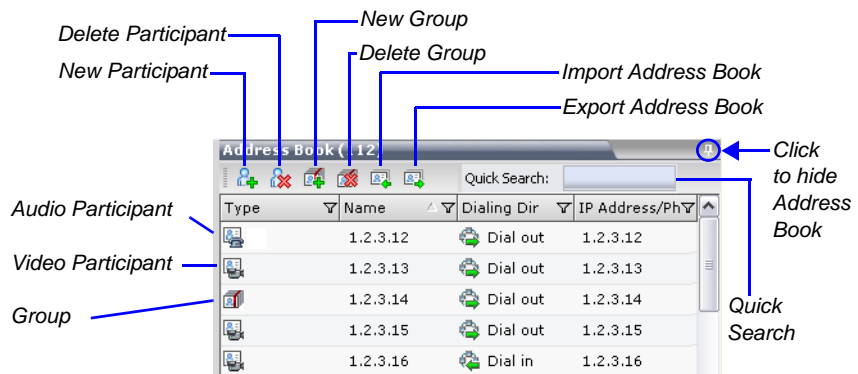 New Group
Delete Participant
Delete Group
New Participant
Import Address Book
Export Address Book
Address Book (.12)
Click
to hide
Address
Book
Quick Search:
Type Name Dialing Dir IP Address/Ph
Audio Participant
1.2.3.12 Dial out 1.2.3.12
Video Participant
1.2.3.13 Dial out 1.2.3.13
Group
1.2.3.14 Dial out 1.2.3.14
Quick
Search
1.2.3.15 Dial out 1.2.3.15
1.2.3.16 Dial in 1.2.3.16